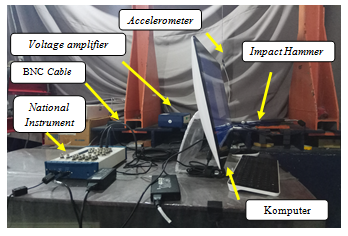 Accelerometer
Voltage amplifier
Impact Hammer
BNC Cable
National
Instrument
Komputer